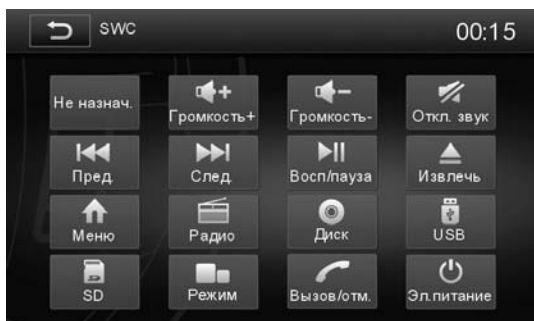 SWC 00:15
Не назнач. Громкость+ Громкость- Откл. звук
Пред. След. Восп/пауза Извлечь
Меню Радио Диск USB
SD Режим Вызов/отм. Эл.питание